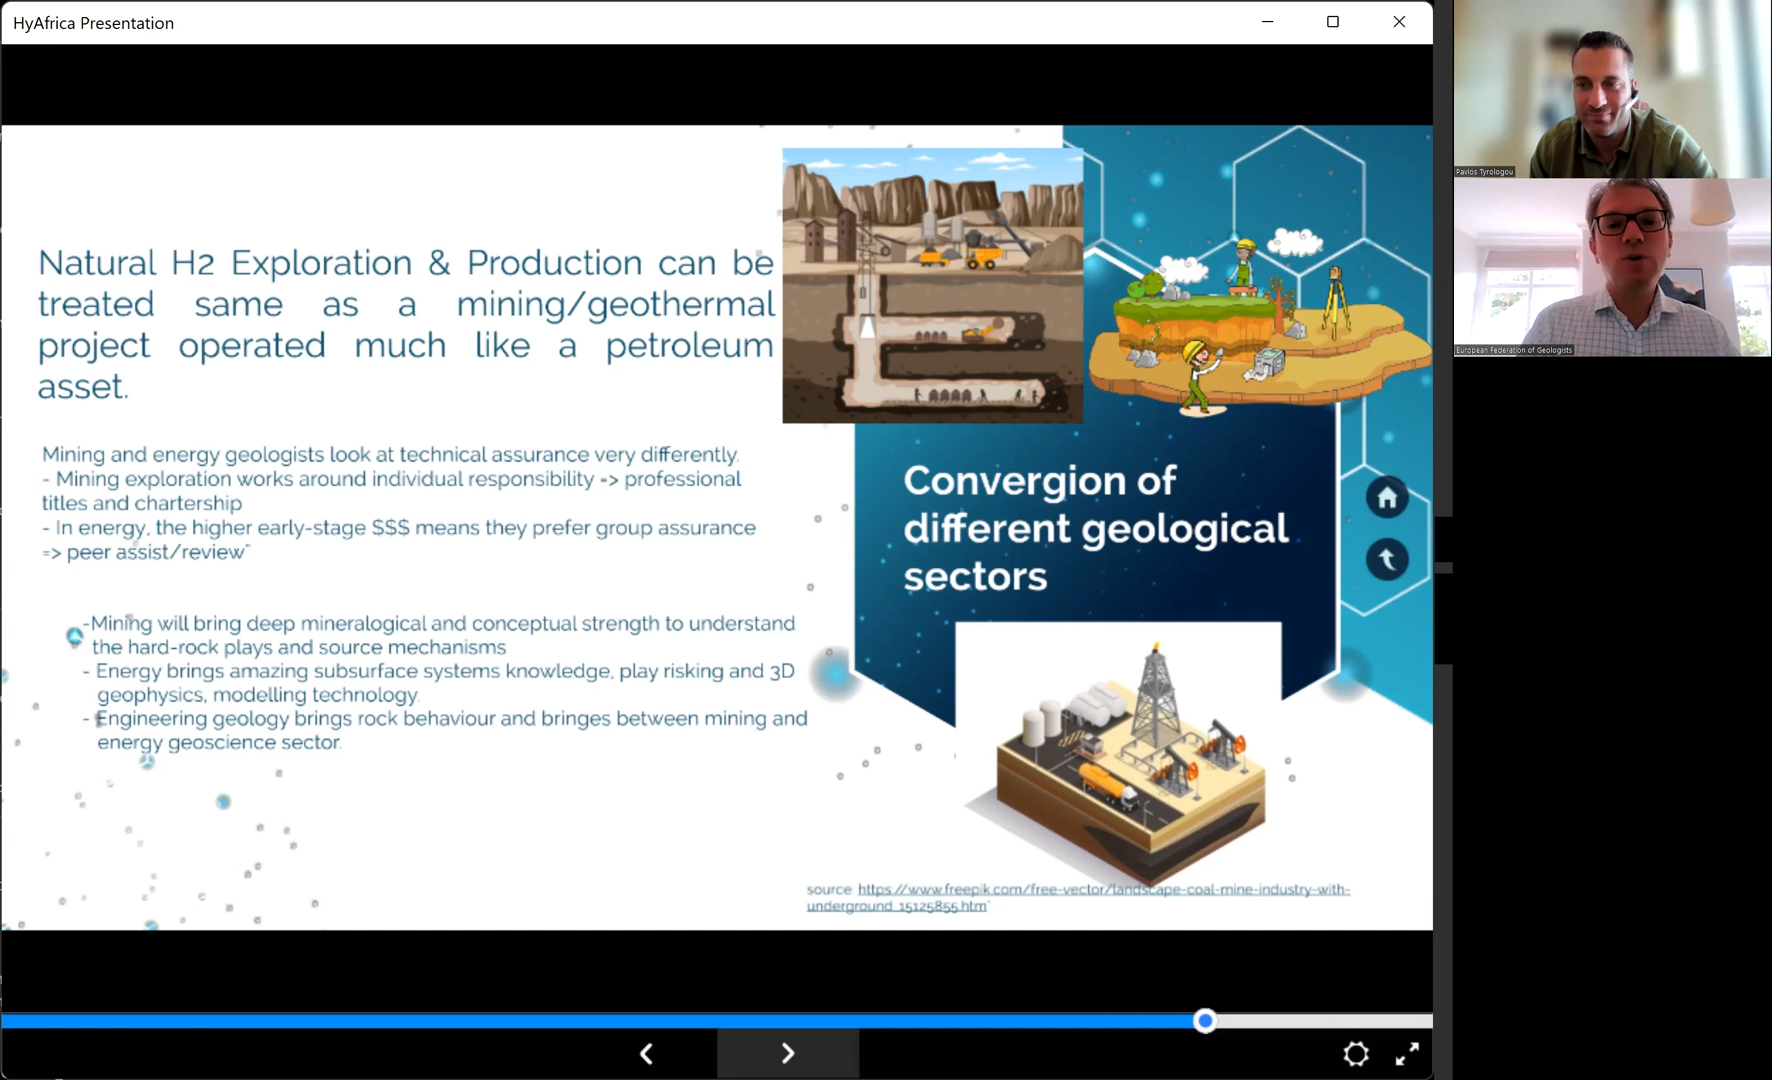 HyAfrica Presentation
Natural H2 Exploration & Production can be
treated same as a mining/geothermal
project operated much like a petroleum
asset.
Mining and energy geologists look at technical assurance very differently.
- Mining exploration works around individual responsibility -> professional
titles and chartership
- In energy, the higher early-stage $$$ means they prefer group assurance
=> peer assist/review"
-Mining will bring deep mineralogical and conceptual strength to understand
the hard-rock plays and source mechanisms
- Energy brings amazing subsurface systems knowledge, play risking and 3D
geophysics, modelling technology.
- Engineering geology brings rock behaviour and bringes between mining and
energy geoscience sector.
Convergion of
different geological
sectors
source: https://www.freepik.com/free-vector/landscape-coal-mine-industry-with-
underground_15125855.htm"
Pavlos Tyrologou
European Federation of Geologists